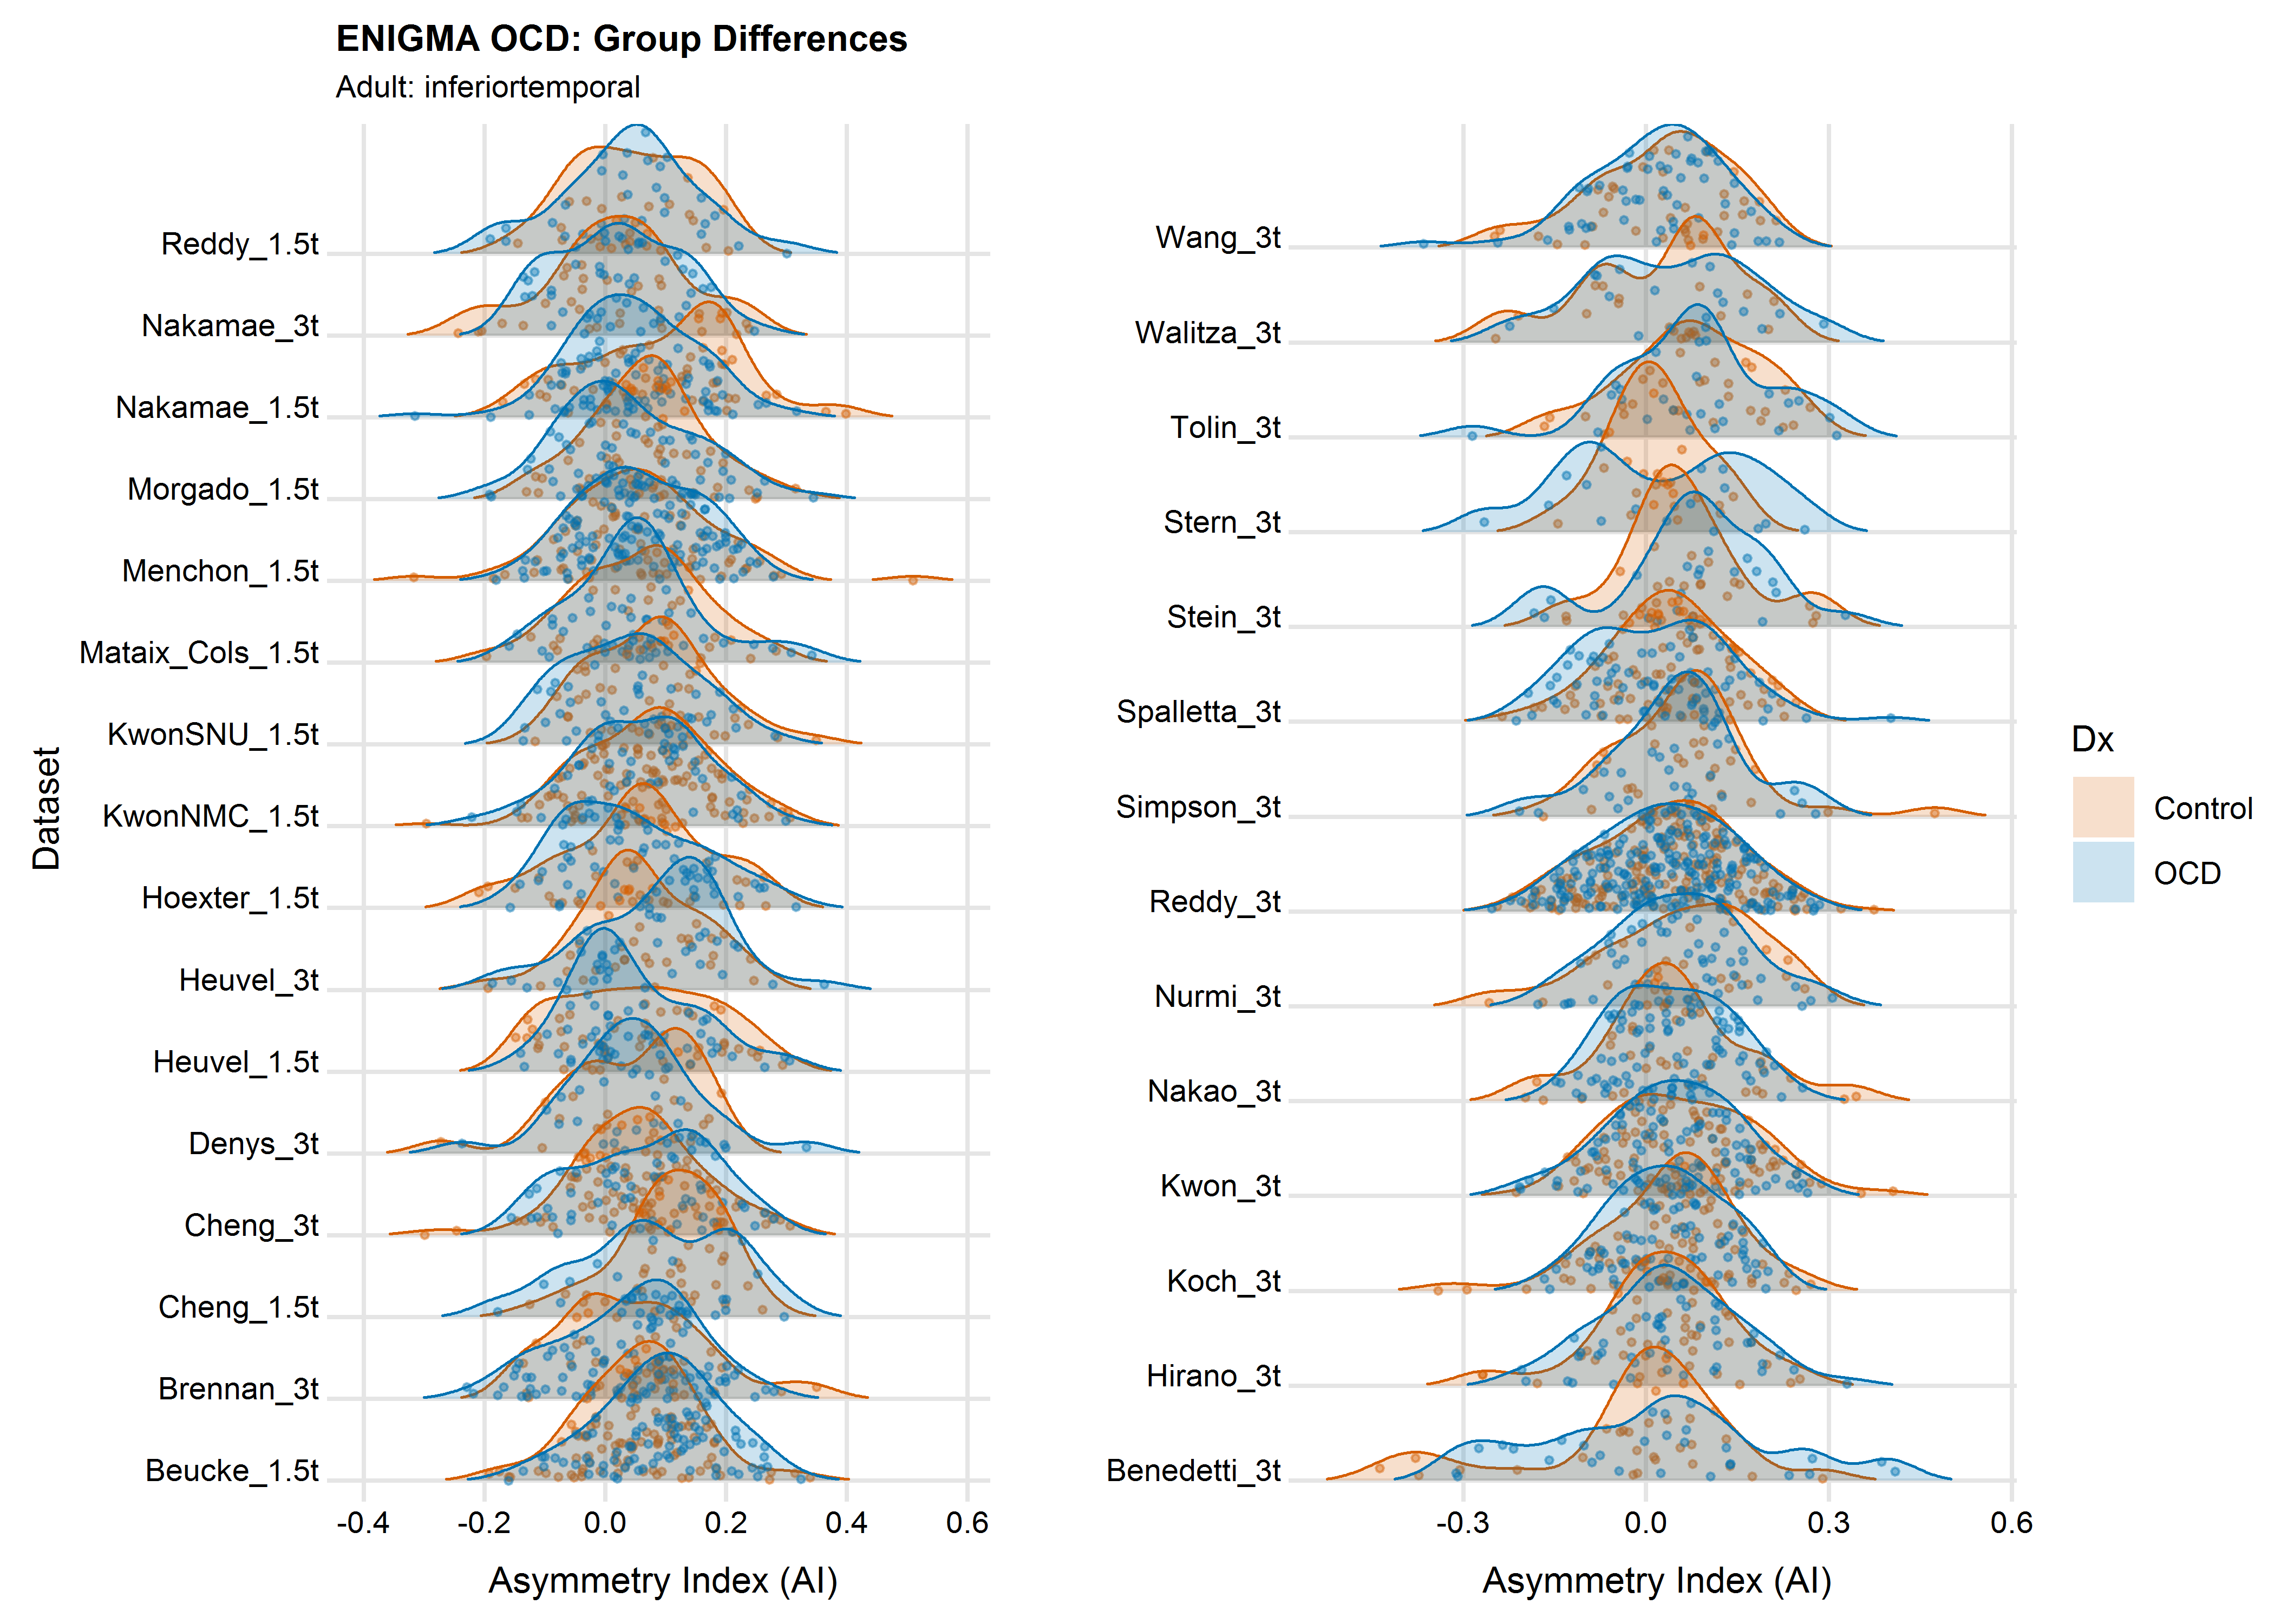 ENIGMA OCD: Group Differences
Adult: inferiortemporal
Dataset
Reddy_1.5t
Nakamae_3t
Nakamae_1.5t
Morgado_1.5t
Menchon_1.5t
Mataix_Cols_1.5t
KwonSNU_1.5t
KwonNMC_1.5t
Hoexter_1.5t
Heuvel_3t
Heuvel_1.5t
Denys_3t
Cheng_3t
Cheng_1.5t
Brennan_3t
Beucke_1.5t
-0.4 -0.2 0.0 0.2 0.4 0.6
Asymmetry Index (AI)
Wang_3t
Walitza_3t
Tolin_3t
Stern_3t
Stein_3t
Spalletta_3t
Simpson_3t
Reddy_3t
Nurmi_3t
Nakao_3t
Kwon_3t
Koch_3t
Hirano_3t
Benedetti_3t
-0.3 0.0 0.3 0.6
Asymmetry Index (AI)
Dx
Control
OCD